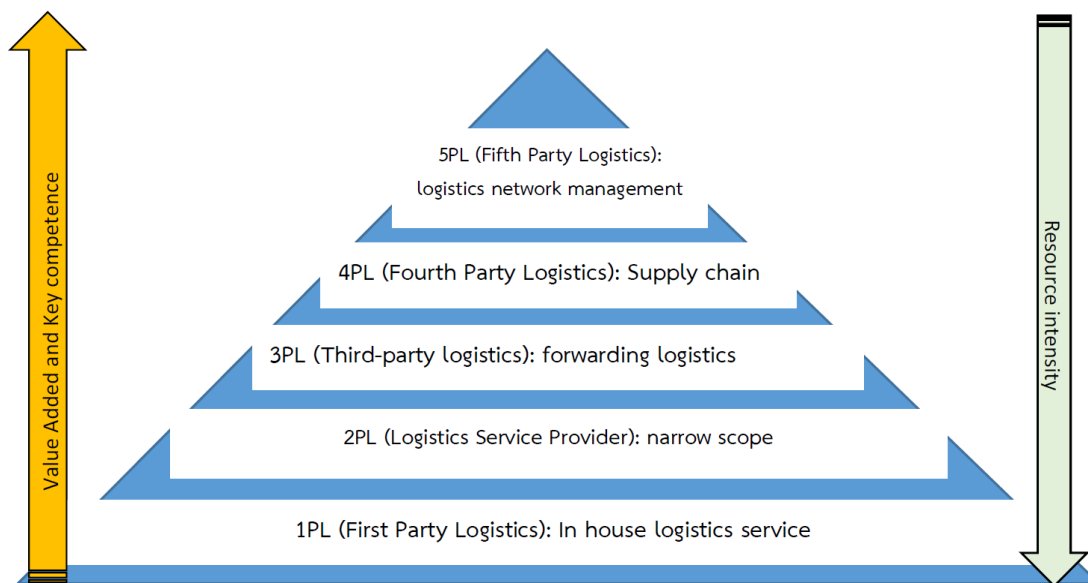 Value Added and Key competence
5PL (Fifth Party Logistics):
logistics network management
4PL (Fourth Party Logistics): Supply chain
3PL (Third-party logistics): forwarding logistics
2PL (Logistics Service Provider): narrow scope
1PL (First Party Logistics): In house logistics service
Resource intensity